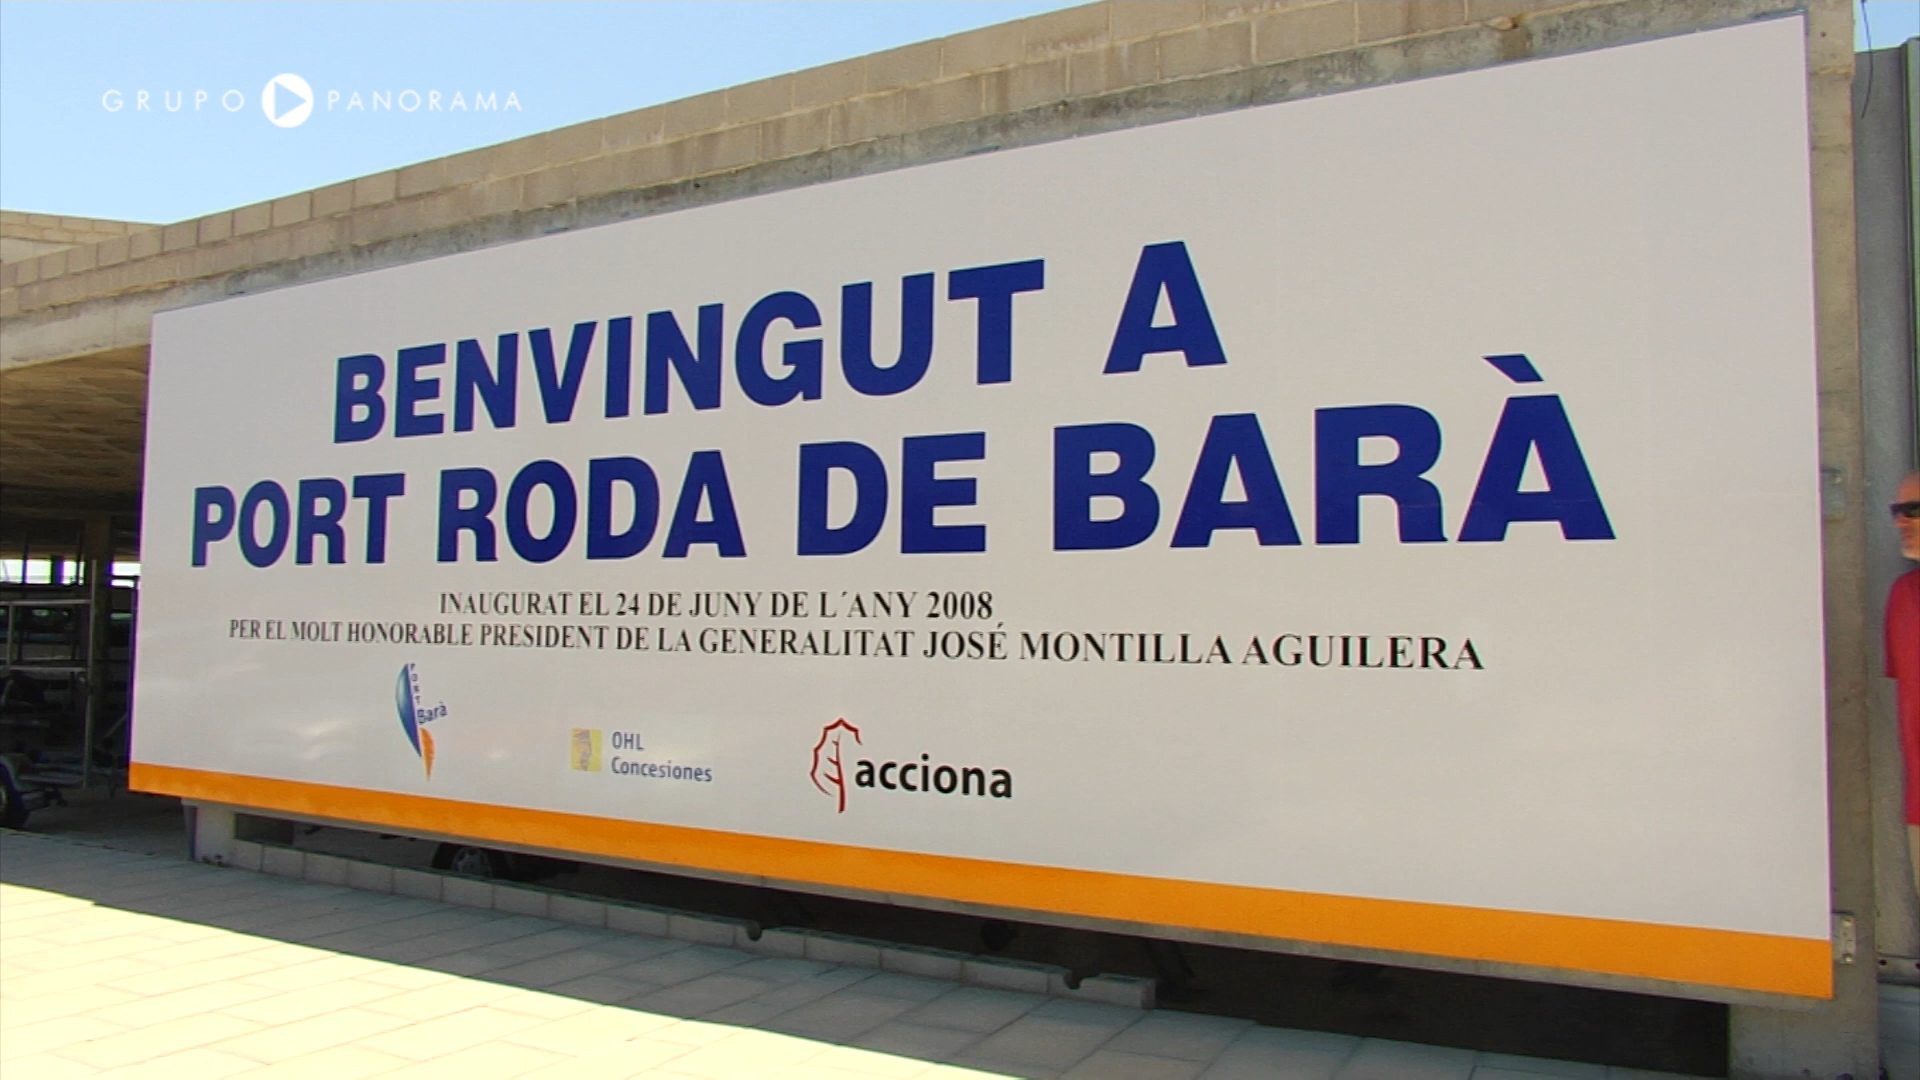 GRUPO PANORAMA
BENVINGUT A
PORT RODA DE BARÀ
INAUGURAT EL 24 DE JUNY DE L´ANY 2008
PER EL MOLT HONORABLE PRESIDENT DE LA GENERALITAT JOSÉ MONTILLA AGUILERA
PORT
Barà
OHL
Concesiones
acciona